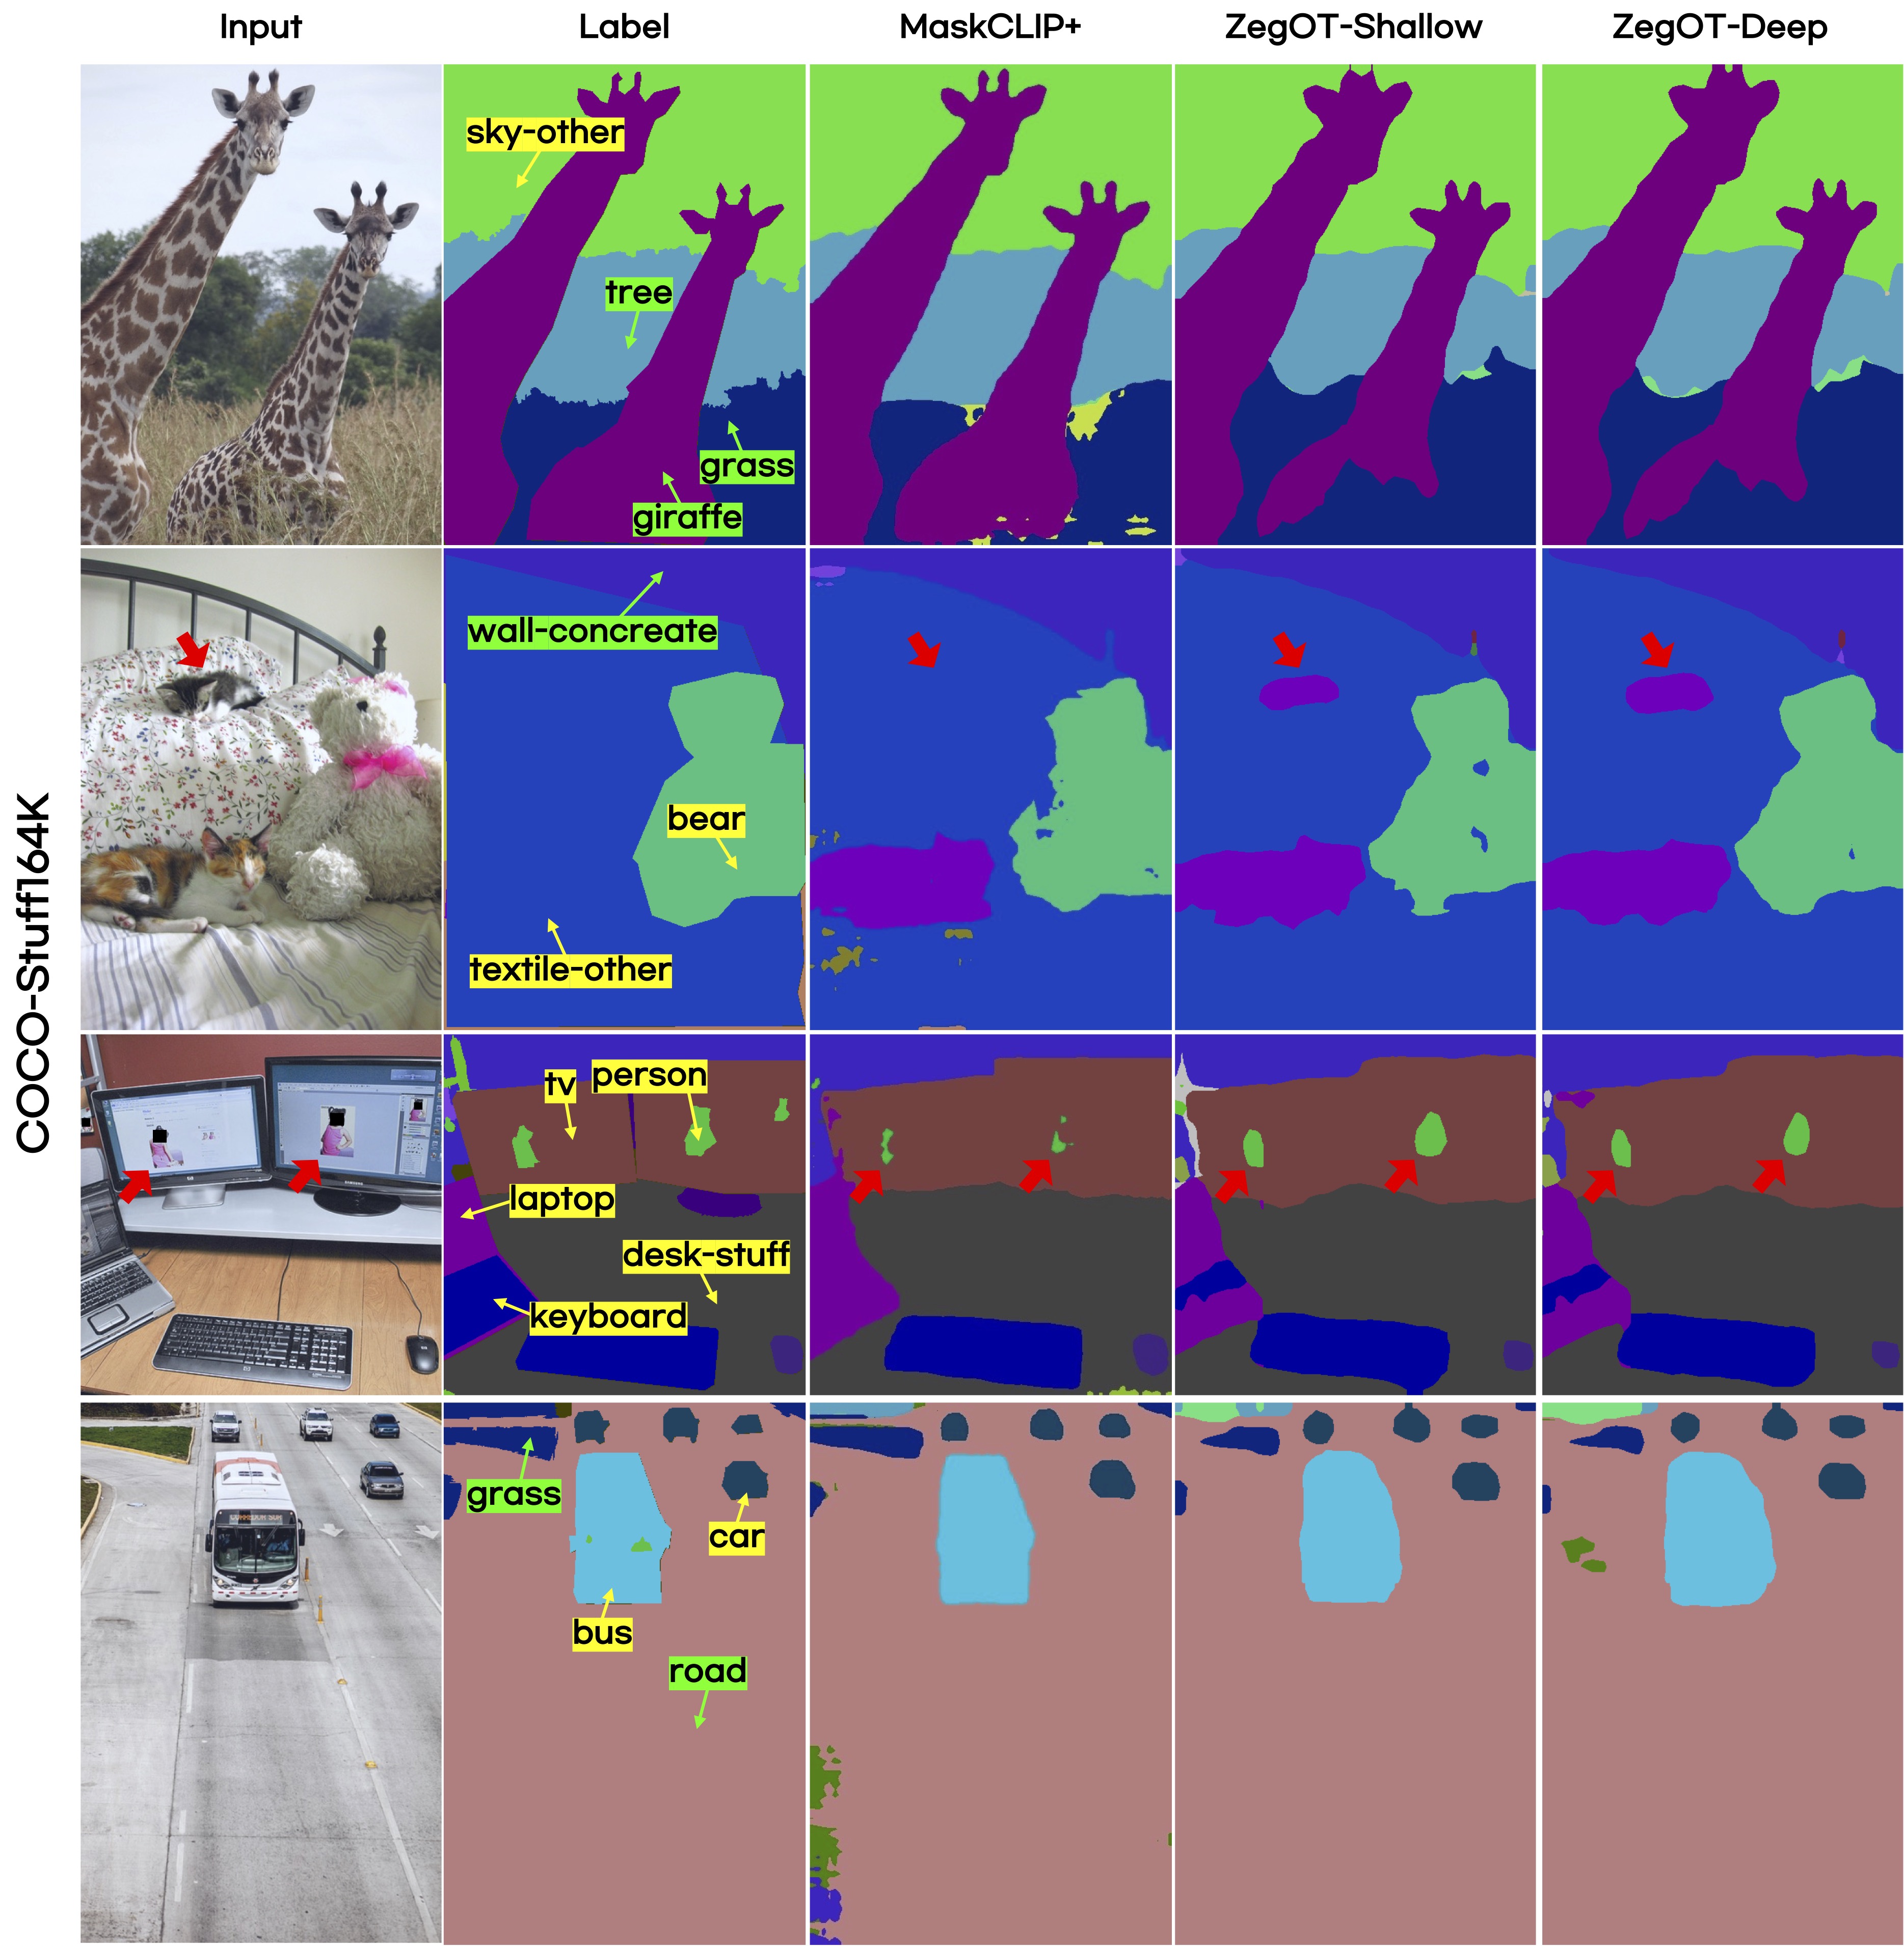 Input
Label
MaskCLIP+
ZegOT-Shallow
ZegOT-Deep
COCO-Stuff164K
sky-other
tree
grass
giraffe
wall-concreate
bear
textile-other
tv
person
laptop
desk-stuff
keyboard
grass
car
bus
road